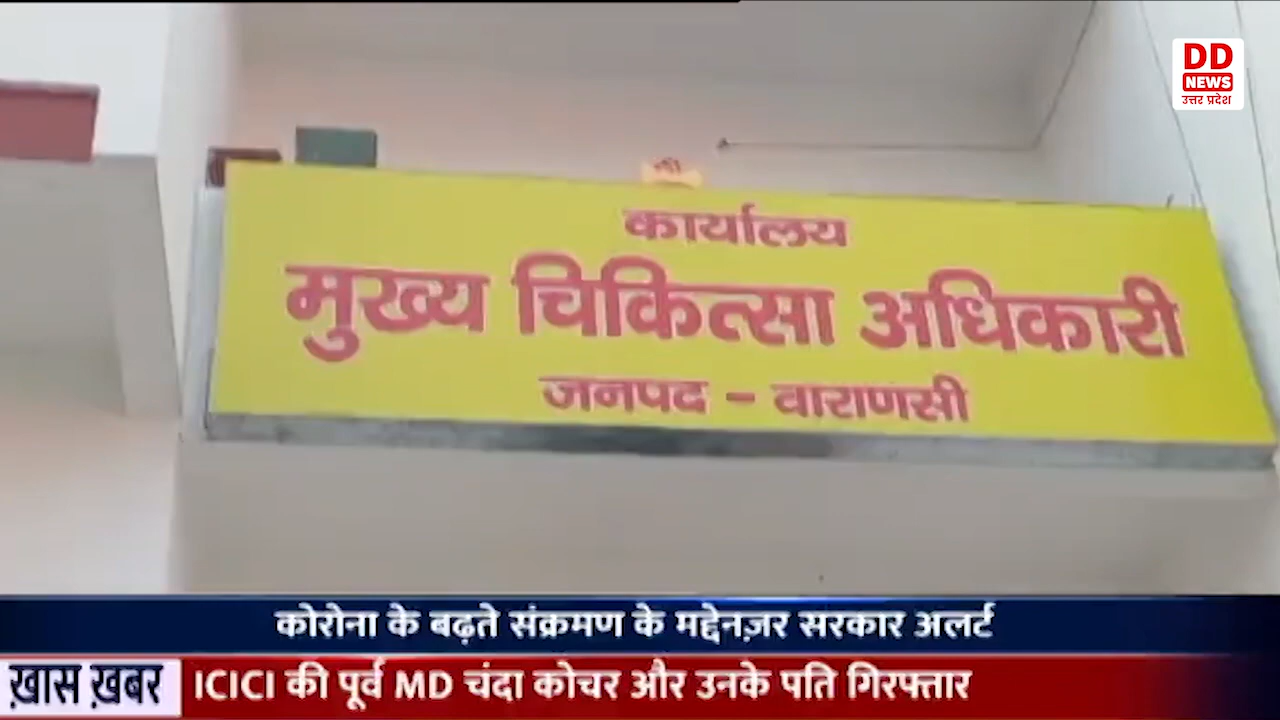 DD
NEWS
उत्तर प्रदेश
श्री
कार्यालय
मुख्य चिकित्सा अधिकारी
जनपद - वाराणसी
कोरोना के बढ़ते संक्रमण के मद्देनज़र सरकार अलर्ट
ख़ास ख़बर
ICICI की पूर्व MD चंदा कोचर और उनके पति गिरफ्तार